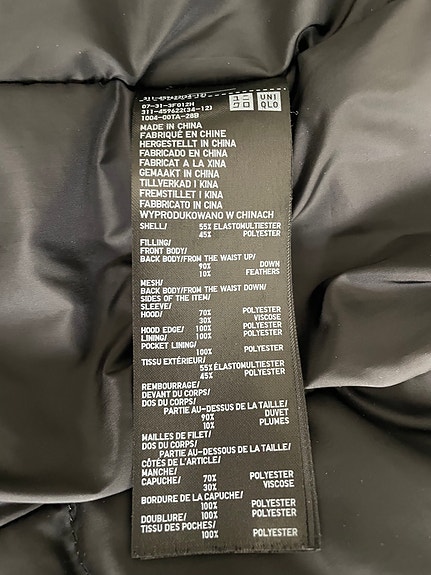 ユニ UNI
クロ QLO
07-31-3F012H
311-459622(34-12)
1004-00TA-28B
MADE IN CHINA
FABRIQUÉ EN CHINE
HERGESTELLT IN CHINA
FABRICADO EN CHINA
FABRICAT A LA XINA
GEMAAKT IN CHINA
TILLVERKAD I KINA
FREMSTILLET I KINA
FABBRICATO IN CINA
WYPRODUKOWANO W CHINACH
SHELL/ 55% ELASTOMULTIESTER
45% POLYESTER
FILLING/
FRONT BODY/
BACK BODY/FROM THE WAIST UP/
90% DOWN
10% FEATHERS
MESH/
BACK BODY/FROM THE WAIST DOWN/
SIDES OF THE ITEM/
SLEEVE/
HOOD/ 70% POLYESTER
30% VISCOSE
HOOD EDGE/ 100% POLYESTER
LINING/ 100% POLYESTER
POCKET LINING/
100% POLYESTER
TISSU EXTÉRIEUR/
55% ELASTOMULTIESTER
45% POLYESTER
REMBOURRAGE/
DEVANT DU CORPS/
DOS DU CORPS/
PARTIE AU-DESSUS DE LA TAILLE/
90% DUVET
10% PLUMES
MAILLES DE FILET/
DOS DU CORPS/
PARTIE AU-DESSOUS DE LA TAILLE/
CÔTÉS DE L'ARTICLE/
MANCHE/
CAPUCHE/ 70% POLYESTER
30% VISCOSE
BORDURE DE LA CAPUCHE/
100% POLYESTER
DOUBLURE/ 100% POLYESTER
TISSU DES POCHES/
100% POLYESTER